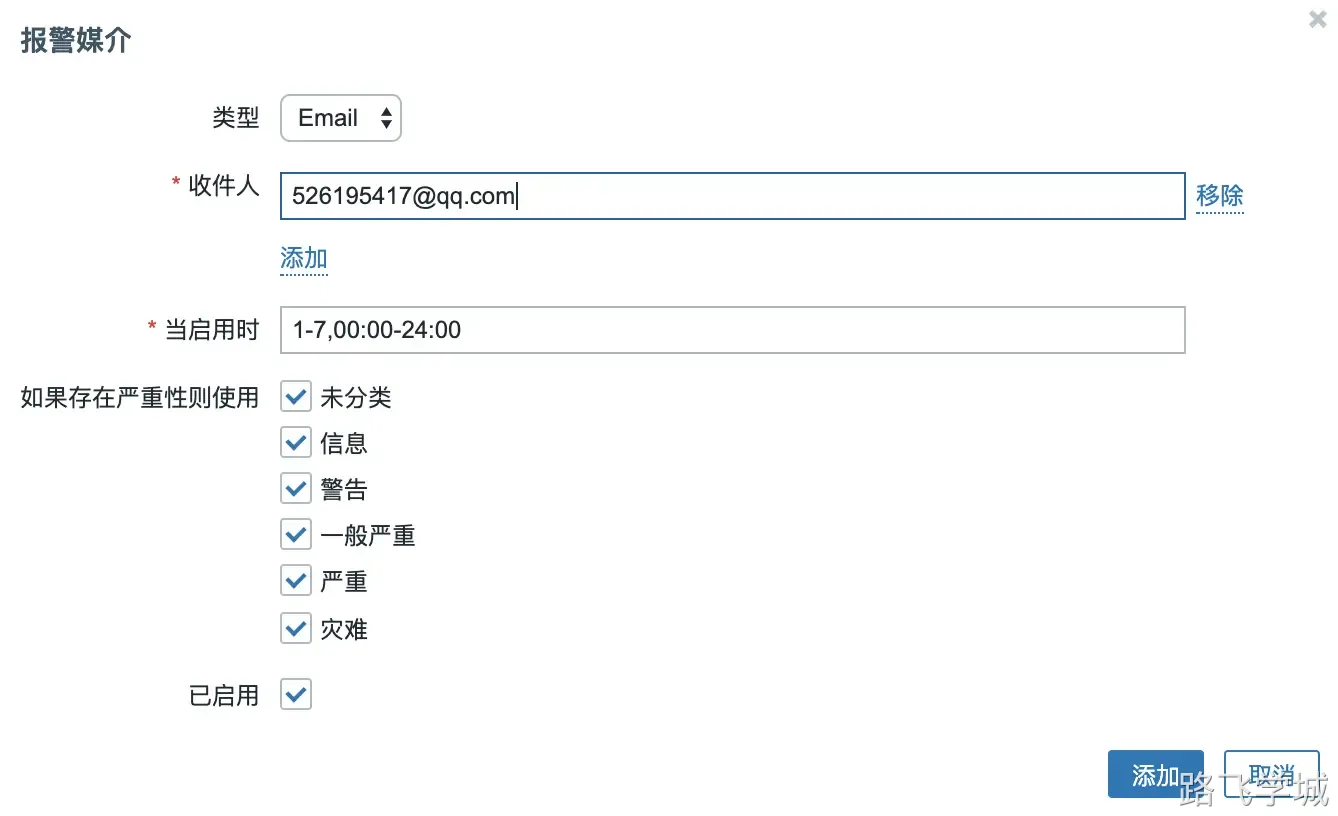 报警媒介
类型 Email
* 收件人 526195417@qq.com 移除
添加
* 当启用时 1-7,00:00-24:00
如果存在严重性则使用 未分类
信息
警告
一般严重
严重
灾难
已启用
添加 取消
路飞学城